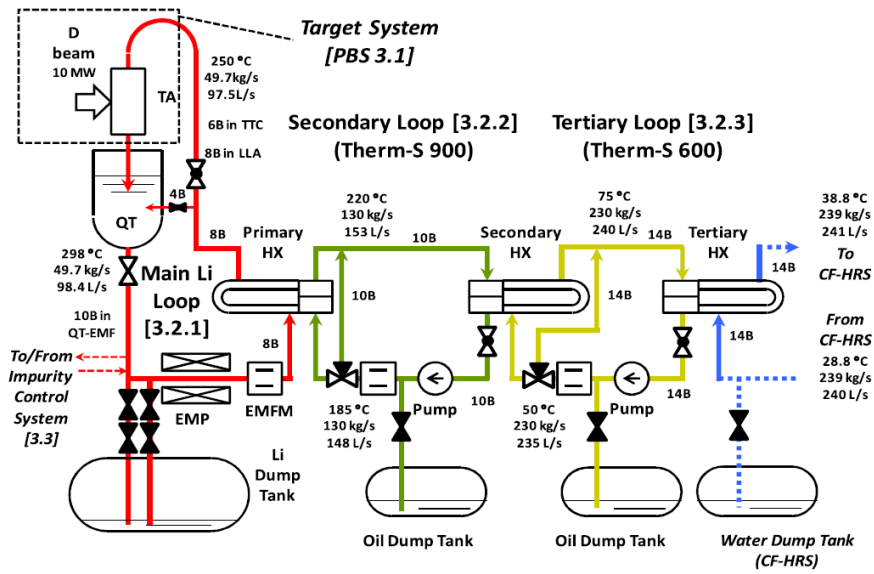 D
beam
10 MW
TA
Target System
[PBS 3.1]
250 °C
49.7kg/s
97.5L/s
6B in TTC
8B in LLA
Secondary Loop [3.2.2]
(Therm-S 900)
Tertiary Loop [3.2.3]
(Therm-S 600)
QT
4B
8B
Primary
HX
220 °C
130 kg/s
153 L/s
10B
Secondary
HX
75 °C
230 kg/s
240 L/s
14B
Tertiary
HX
38.8 °C
239 kg/s
241 L/s
To
CF-HRS
14B
298 °C
49.7 kg/s
98.4 L/s
Main Li
Loop
[3.2.1]
10B in
QT-EMF
8B
10B
14B
14B
From
CF-HRS
28.8 °C
239 kg/s
240 L/s
To/From
Impurity
Control
System
[3.3]
EMP
EMFM
185 °C
130 kg/s
148 L/s
Pump
10B
50 °C
230 kg/s
235 L/s
Pump
14B
Li
Dump
Tank
Oil Dump Tank
Oil Dump Tank
Water Dump Tank
(CF-HRS)